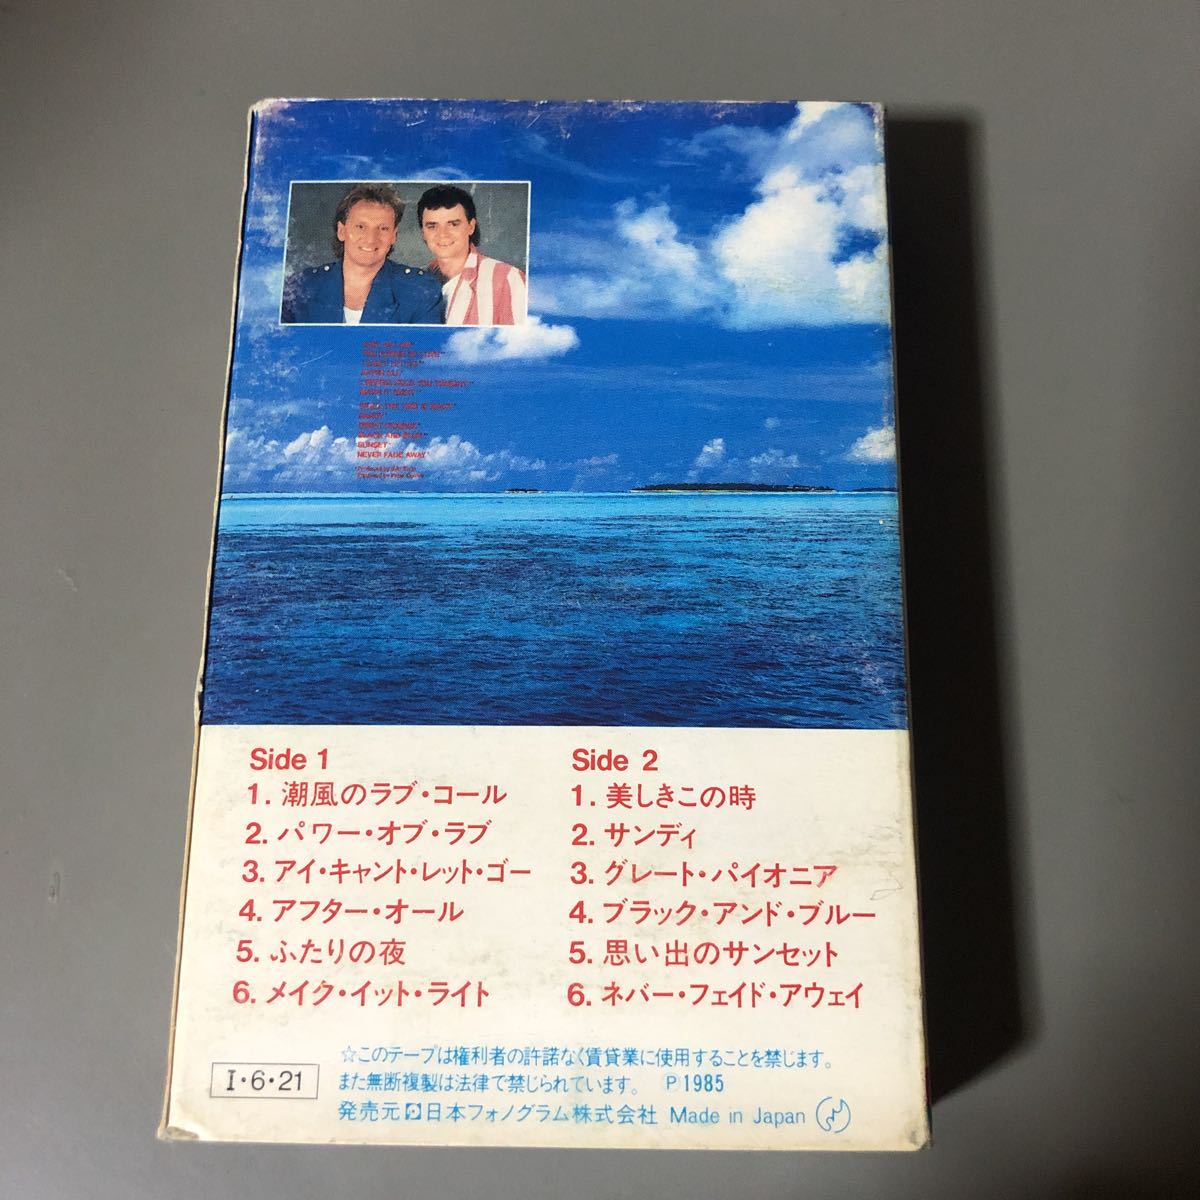 SUNSET
NEVER FADE AWAY
Side 1
1. 潮風のラブ・コール
2. パワー・オブ・ラブ
3. アイ・キャント・レット・ゴー
4. アフター・オール
5. ふたりの夜
6. メイク・イット・ライト
Side 2
1. 美しきこの時
2. サンディ
3. グレート・パイオニア
4. ブラック・アンド・ブルー
5. 思い出のサンセット
6. ネバー・フェイド・アウェイ
I・6・21
☆このテープは権利者の許諾なく賃貸業に使用することを禁じます。
また無断複製は法律で禁じられています。 P1985
発売元 日本フォノグラム株式会社 Made in Japan